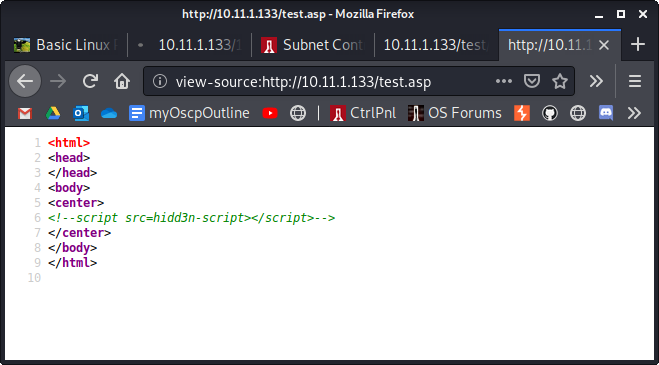 http://10.11.1.133/test.asp - Mozilla Firefox
Basic Linux
10.11.1.133/
Subnet Cont
10.11.1.133/test
http://10.11.1
view-source:http://10.11.1.133/test.asp
myOscpOutline
CtrlPnl
OS Forums
1 <html>
2 <head>
3 </head>
4 <body>
5 <center>
6 <!--script src=hidd3n-script></script>-->
7 </center>
8 </body>
9 </html>
10